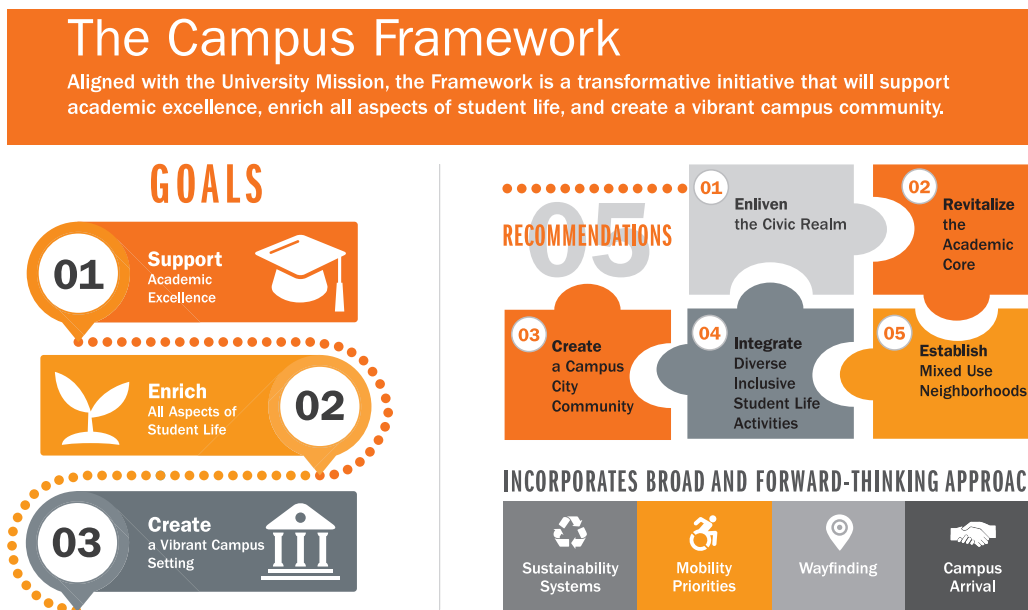 The Campus Framework
Aligned with the University Mission, the Framework is a transformative initiative that will support
academic excellence, enrich all aspects of student life, and create a vibrant campus community.
GOALS
01
Support
Academic
Excellence
Enrich
All Aspects of
Student Life
02
03
Create
a Vibrant Campus
Setting
05
RECOMMENDATIONS
01
Enliven
the Civic Realm
02
Revitalize
the
Academic
Core
03
Create
a Campus
City
Community
04
Integrate
Diverse
Inclusive
Student Life
Activities
05
Establish
Mixed Use
Neighborhoods
INCORPORATES BROAD AND FORWARD-THINKING APPROAC
Sustainability
Systems
Mobility
Priorities
Wayfinding
Campus
Arrival